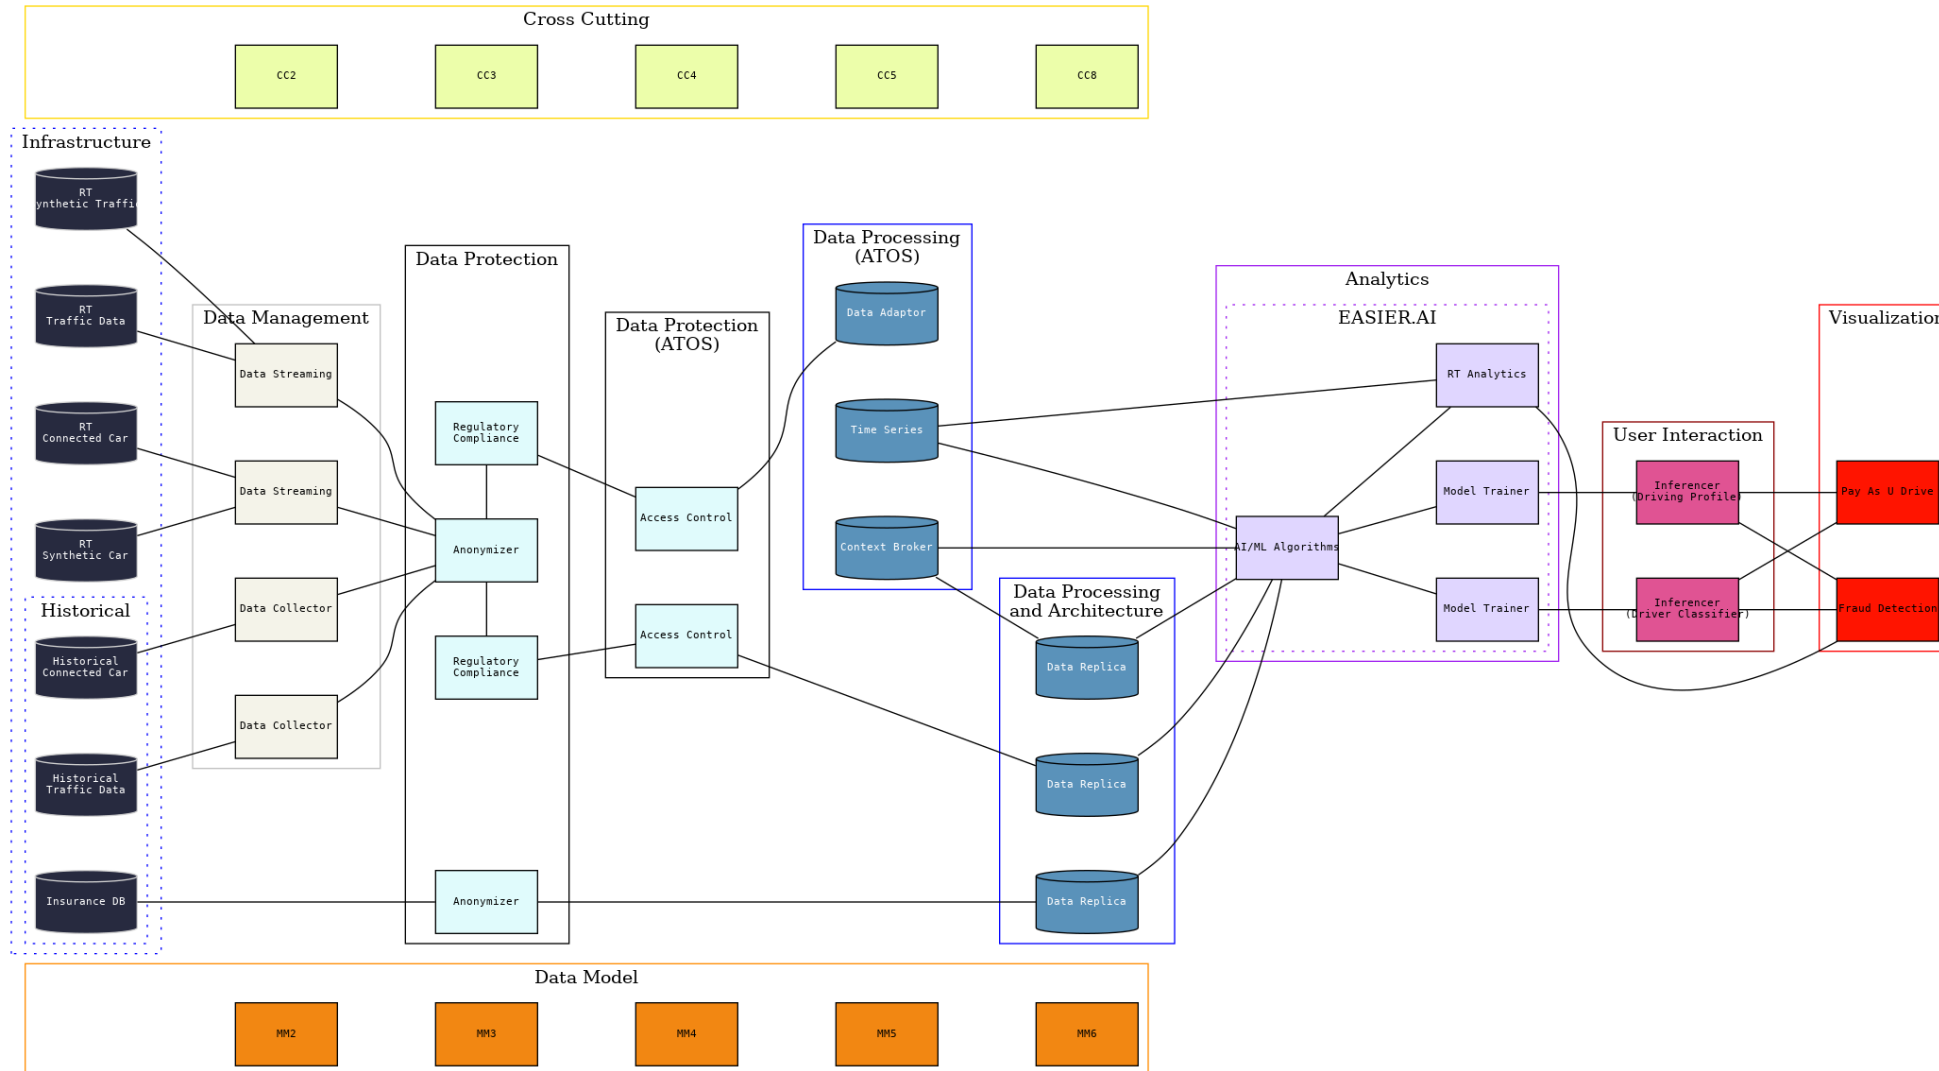 Cross Cutting
CC2
CC3
CC4
CC5
CC8
Infrastructure
RT
ynthetic Traffi
RT
Traffic Data
RT
Connected Car
RT
Synthetic Car
Historical
Historical
Connected Car
Historical
Traffic Data
Insurance DB
Data Management
Data Streaming
Data Streaming
Data Collector
Data Collector
Data Protection
Regulatory
Compliance
Anonymizer
Regulatory
Compliance
Anonymizer
Data Protection
(ATOS)
Access Control
Access Control
Data Processing
(ATOS)
Data Adaptor
Time Series
Context Broker
Data Processing
and Architecture
Data Replica
Data Replica
Data Replica
Analytics
EASIER.AI
RT Analytics
Model Trainer
AI/ML Algorithms
Model Trainer
User Interaction
Inferencer
(Driving Profile)
Inferencer
(Driver Classifier)
Visualization
Pay As U Drive
Fraud Detection
Data Model
MM2
MM3
MM4
MM5
MM6